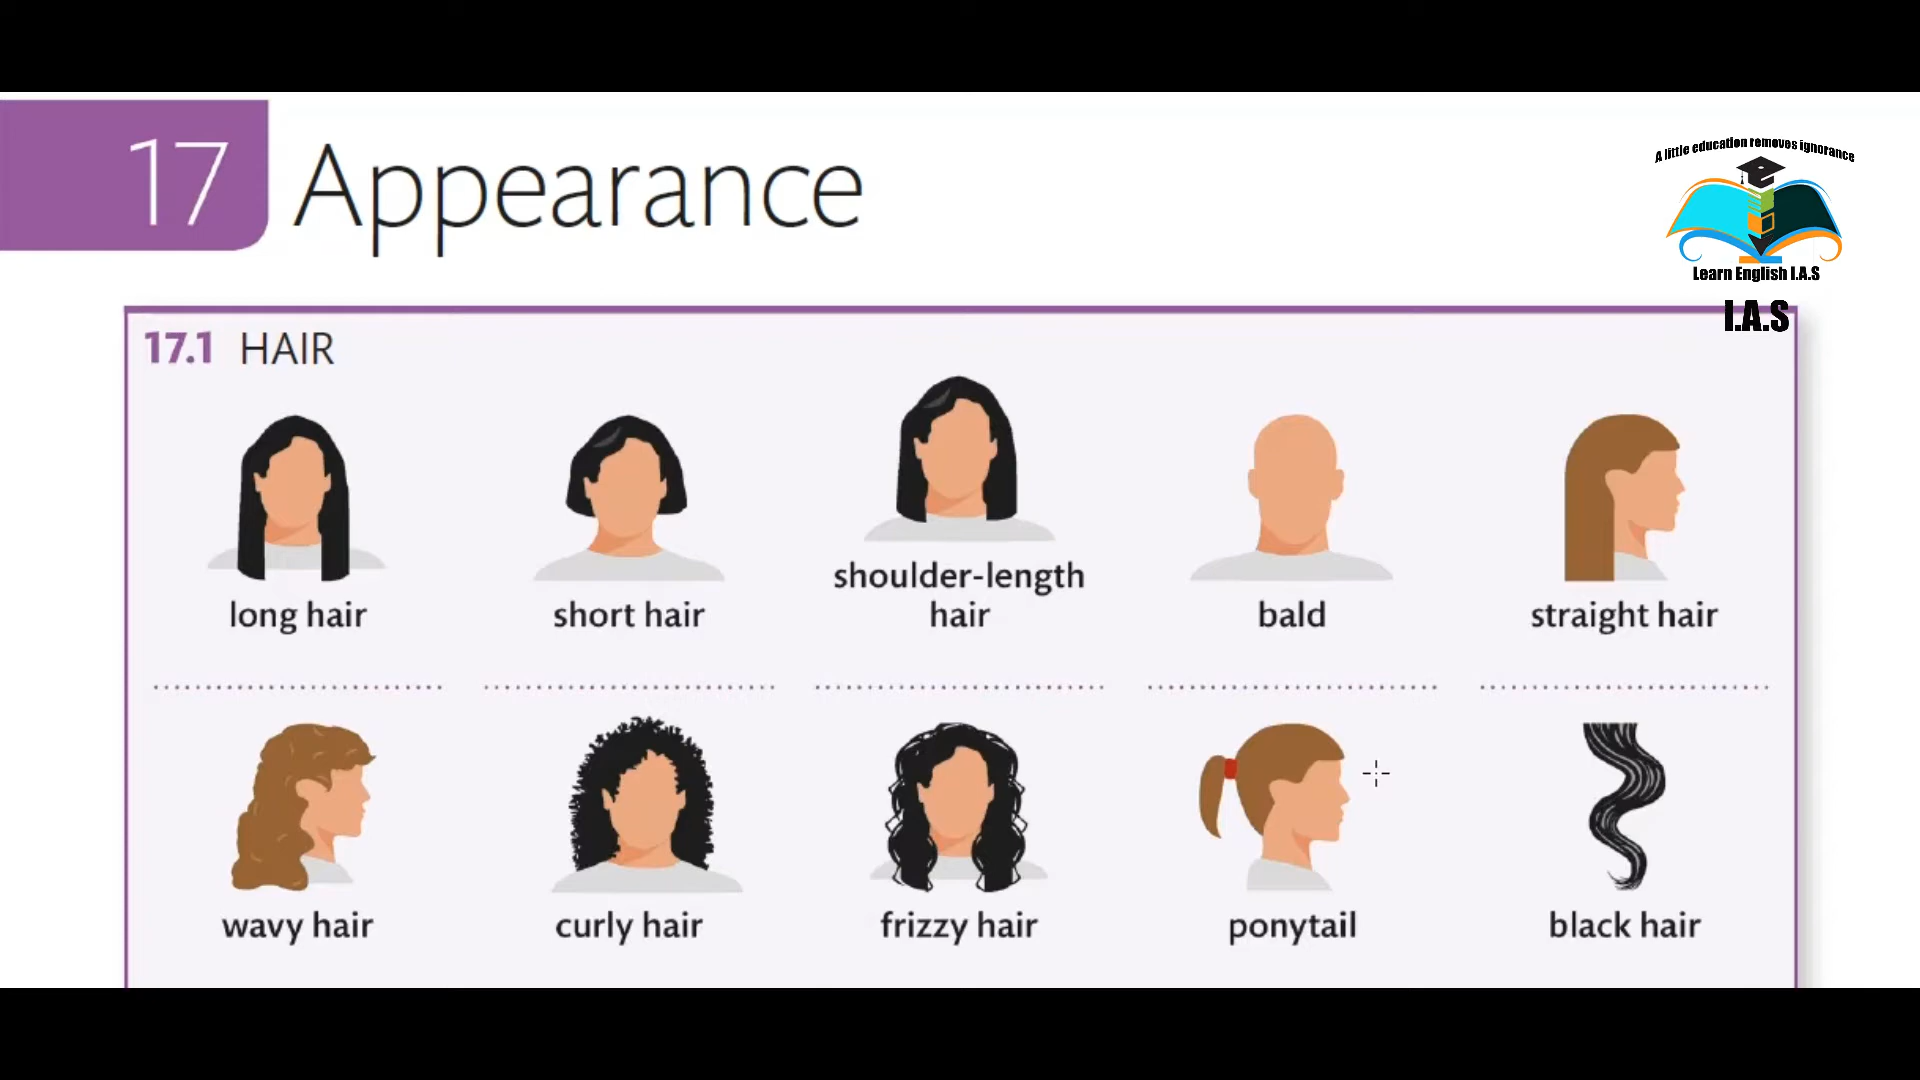 17 Appearance
A little education removes ignorance
Learn English I.A.S
I.A.S
17.1 HAIR
long hair
short hair
shoulder-length
hair
bald
straight hair
wavy hair
curly hair
frizzy hair
ponytail
black hair